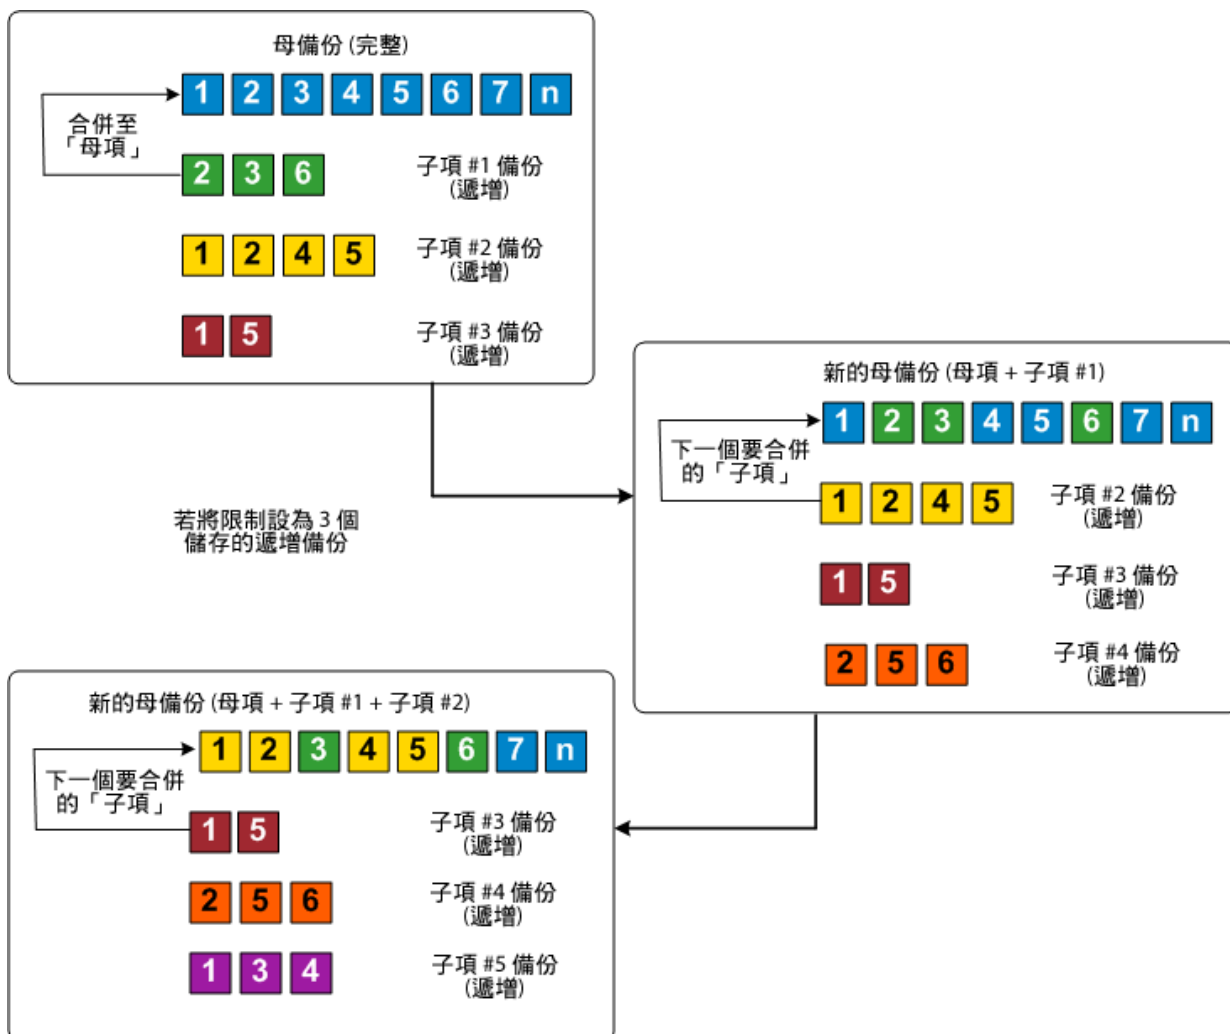 母備份 (完整)
1 2 3 4 5 6 7 n
合併至
「母項」
2 3 6
子項 #1 備份
(遞增)
1 2 4 5
子項 #2 備份
(遞增)
1 5
子項 #3 備份
(遞增)
新的母備份 (母項 + 子項 #1)
1 2 3 4 5 6 7 n
下一個要合併
的「子項」
1 2 4 5
子項 #2 備份
(遞增)
1 5
子項 #3 備份
(遞增)
2 5 6
子項 #4 備份
(遞增)
若將限制設為 3 個
儲存的遞增備份
新的母備份 (母項 + 子項 #1 + 子項 #2)
1 2 3 4 5 6 7 n
下一個要合併
的「子項」
1 5
子項 #3 備份
(遞增)
2 5 6
子項 #4 備份
(遞增)
1 3 4
子項 #5 備份
(遞增)